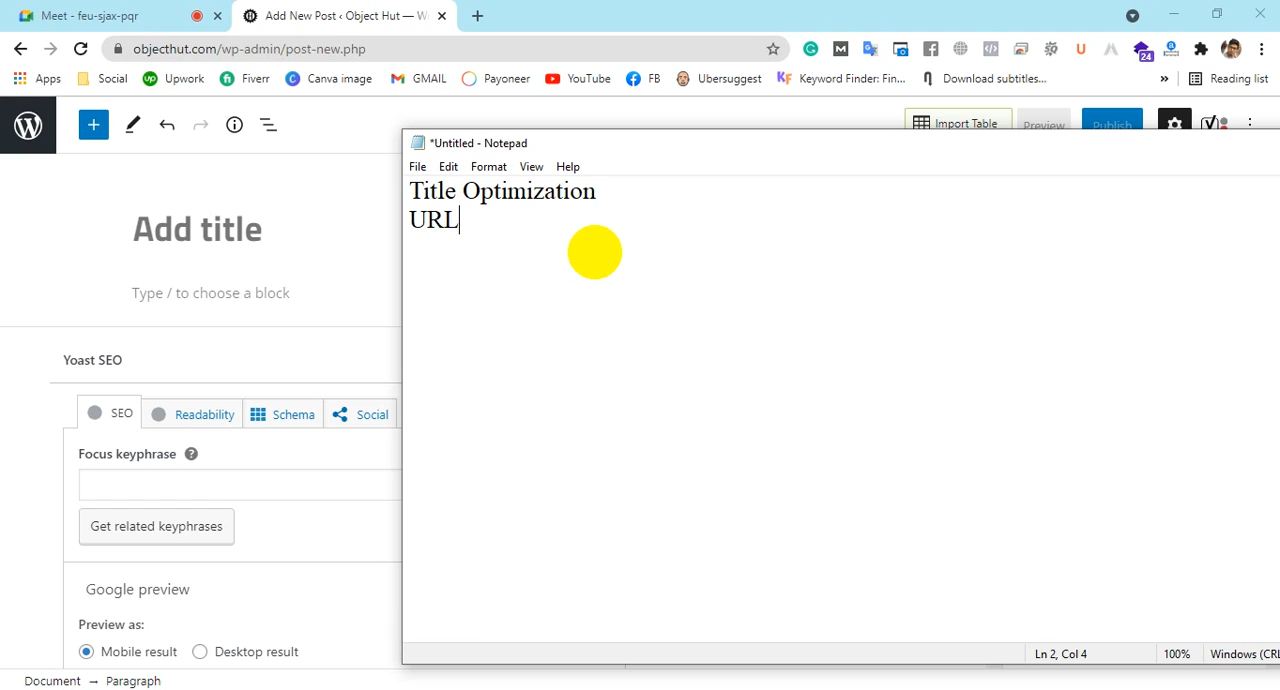 Meet - feu-sjax-pqr
Add New Post ‹ Object Hut — W
objecthut.com/wp-admin/post-new.php
24
Apps Social Upwork Fiverr Canva image GMAIL Payoneer YouTube FB Ubersuggest Keyword Finder: Fin... Download subtitles... » Reading list
Import Table Preview Publish
*Untitled - Notepad
File Edit Format View Help
Title Optimization
URL
Add title
Type / to choose a block
Yoast SEO
SEO Readability Schema Social
Focus keyphrase
Get related keyphrases
Google preview
Preview as:
Mobile result Desktop result
Ln 2, Col 4 100% Windows (CRL
Document → Paragraph